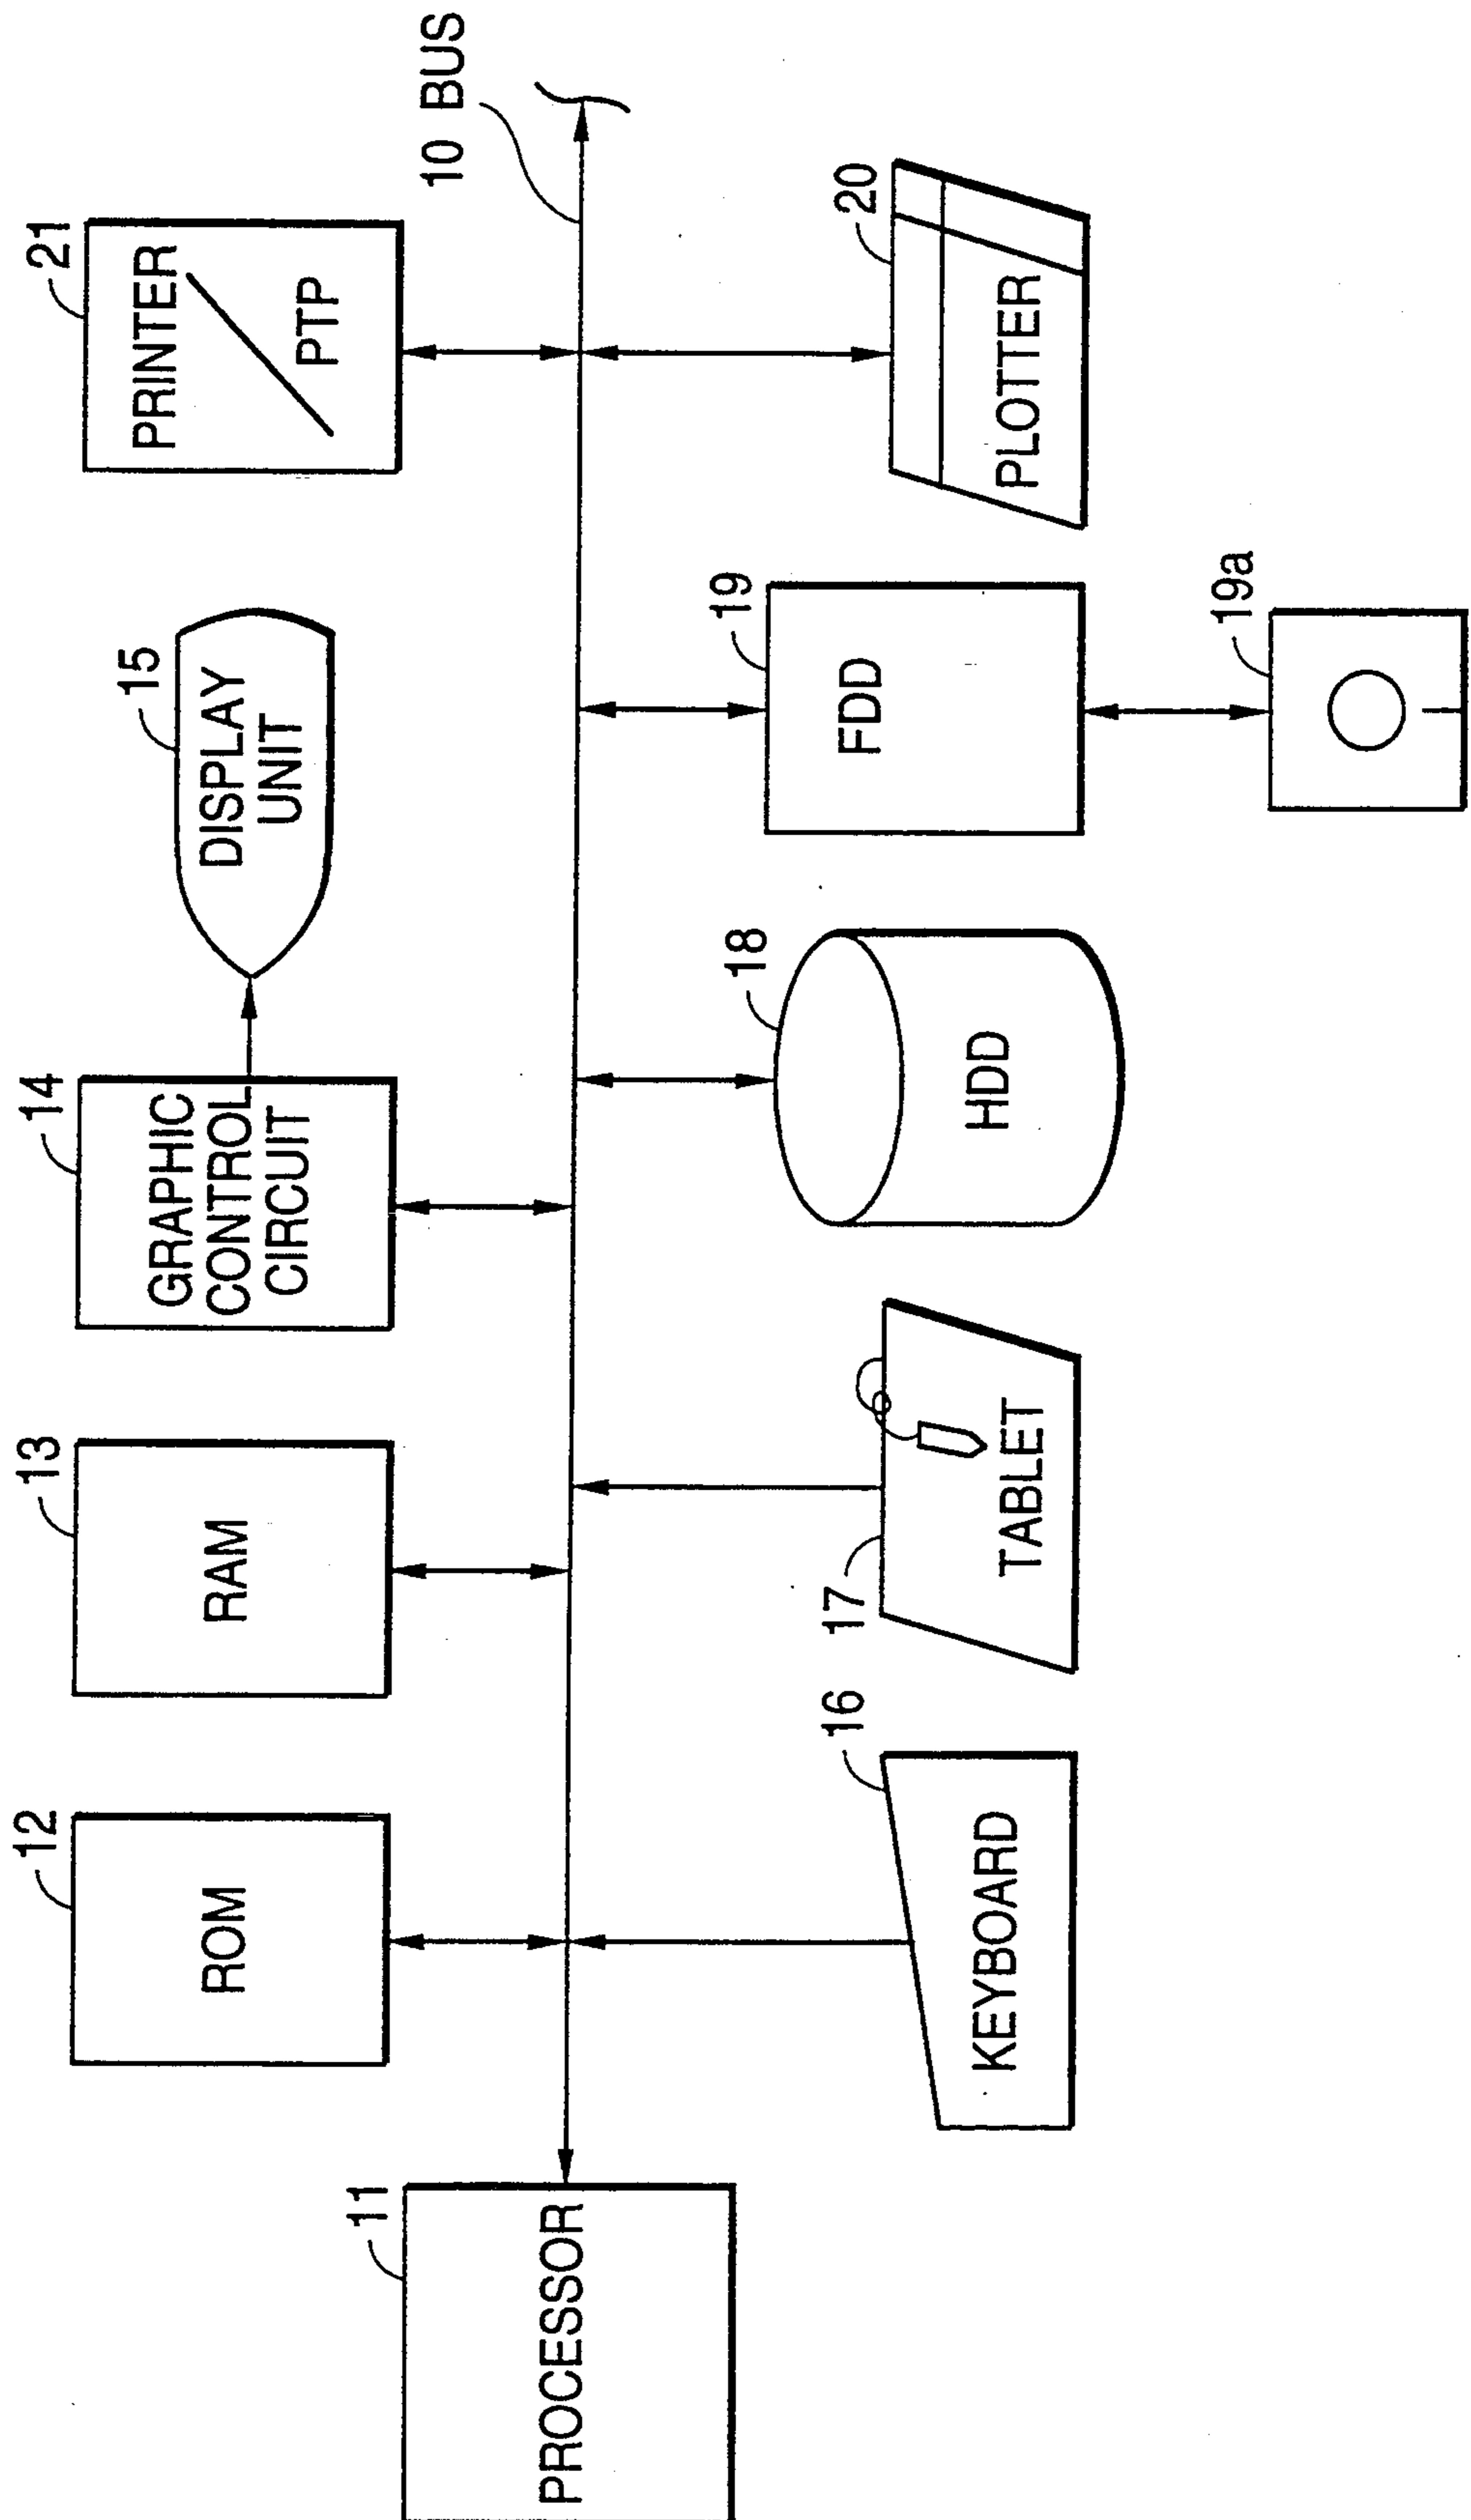 12
13
14
15
21
ROM
RAM
GRAPHIC
CONTROL
CIRCUIT
DISPLAY
UNIT
PRINTER
PTP
10 BUS
11
PROCESSOR
16
KEYBOARD
17
TABLET
18
HDD
19
FDD
20
PLOTTER
19a